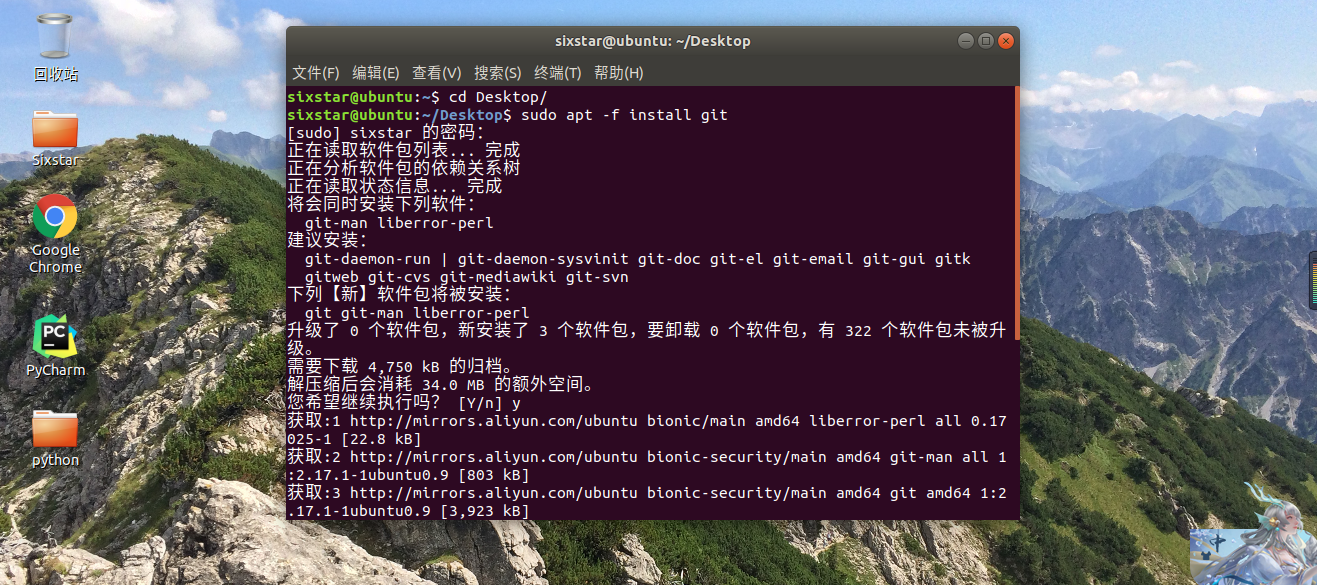 sixstar@ubuntu: ~/Desktop
文件(F) 编辑(E) 查看(V) 搜索(S) 终端(T) 帮助(H)
sixstar@ubuntu:~$ cd Desktop/
sixstar@ubuntu:~/Desktop$ sudo apt -f install git
[sudo] sixstar 的密码：
正在读取软件包列表... 完成
正在分析软件包的依赖关系树
正在读取状态信息... 完成
将会同时安装下列软件：
git-man liberror-perl
建议安装：
git-daemon-run | git-daemon-sysvinit git-doc git-el git-email git-gui gitk
gitweb git-cvs git-mediawiki git-svn
下列【新】软件包将被安装：
git git-man liberror-perl
升级了 0 个软件包，新安装了 3 个软件包，要卸载 0 个软件包，有 322 个软件包未被升
级。
需要下载 4,750 kB 的归档。
解压缩后会消耗 34.0 MB 的额外空间。
您希望继续执行吗？ [Y/n] y
获取:1 http://mirrors.aliyun.com/ubuntu bionic/main amd64 liberror-perl all 0.17
025-1 [22.8 kB]
获取:2 http://mirrors.aliyun.com/ubuntu bionic-security/main amd64 git-man all 1
:2.17.1-1ubuntu0.9 [803 kB]
获取:3 http://mirrors.aliyun.com/ubuntu bionic-security/main amd64 git amd64 1:2
.17.1-1ubuntu0.9 [3,923 kB]
回收站
Sixstar
Google
Chrome
PC
PyCharm
python
中